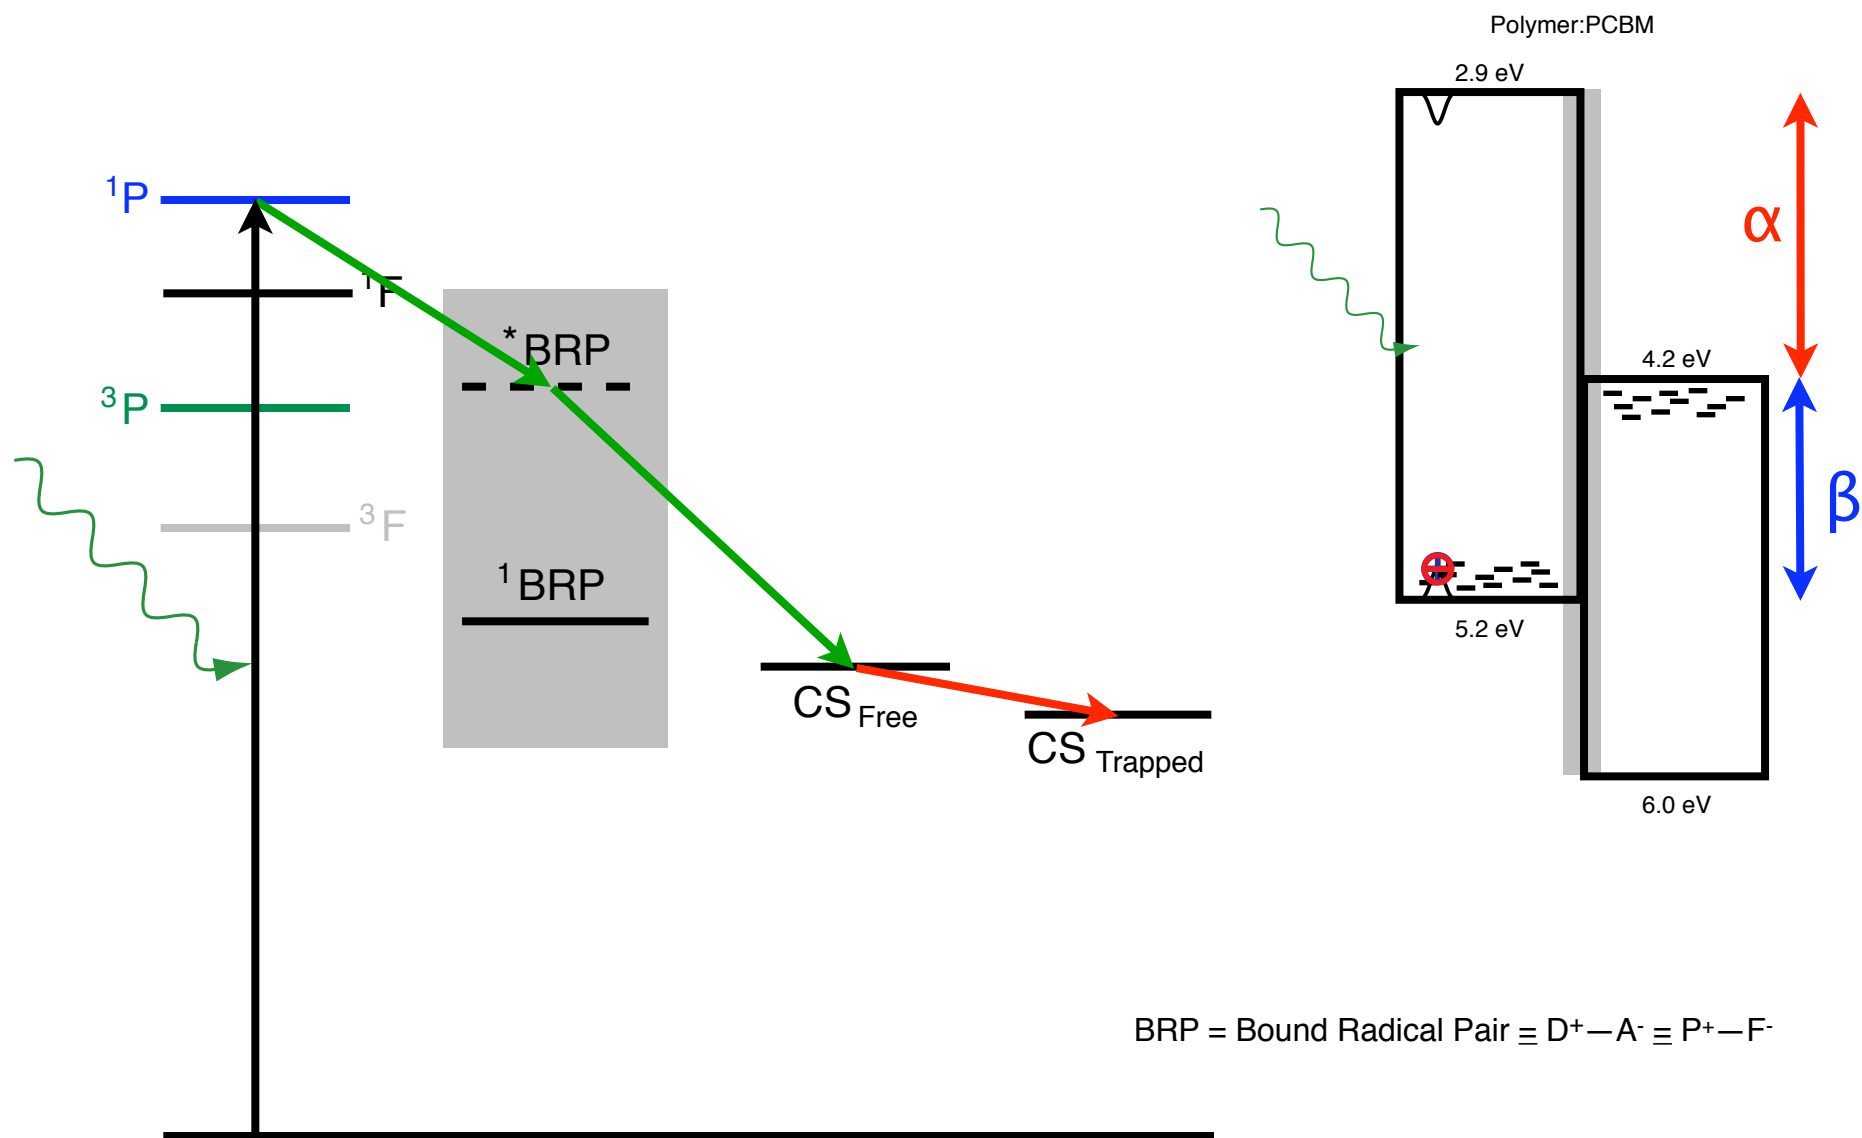 Polymer:PCBM
2.9 eV
¹P
α
¹F
*BRP
4.2 eV
³P
β
³F
¹BRP
5.2 eV
CS Free
CS Trapped
6.0 eV
BRP = Bound Radical Pair ≡ D⁺—A⁻ ≡ P⁺—F⁻